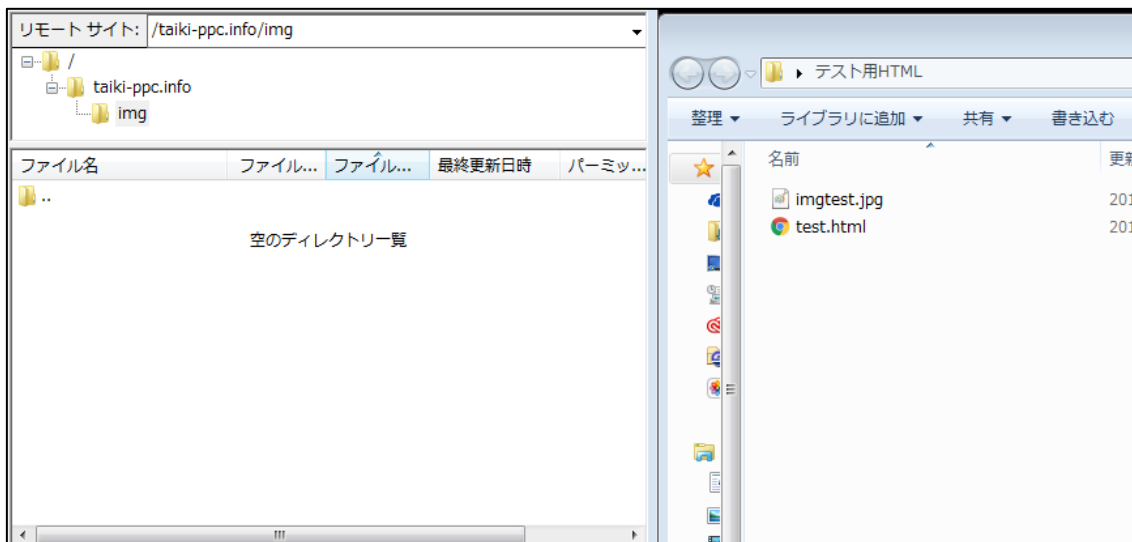 リモート サイト: /taiki-ppc.info/img
/
taiki-ppc.info
img
ファイル名 ファイル... ファイル... 最終更新日時 パーミッ...
..
空のディレクトリ一覧
テスト用HTML
整理 ライブラリに追加 共有 書き込む
名前 更新
imgtest.jpg 201
test.html 201